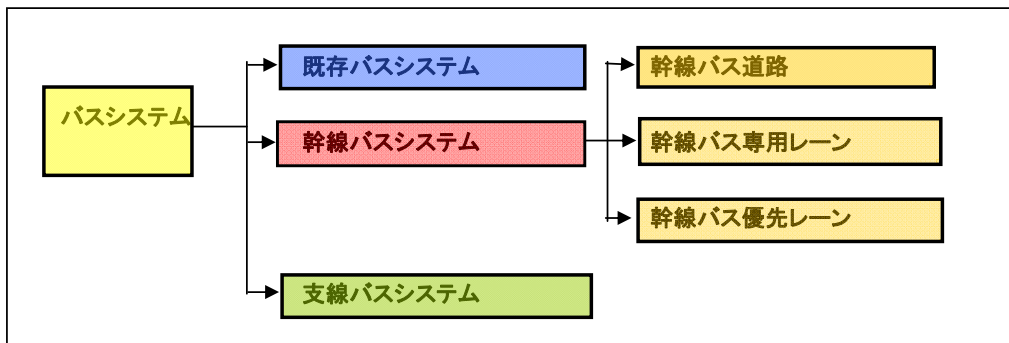 バスシステム
既存バスシステム
幹線バスシステム
支線バスシステム
幹線バス道路
幹線バス専用レーン
幹線バス優先レーン